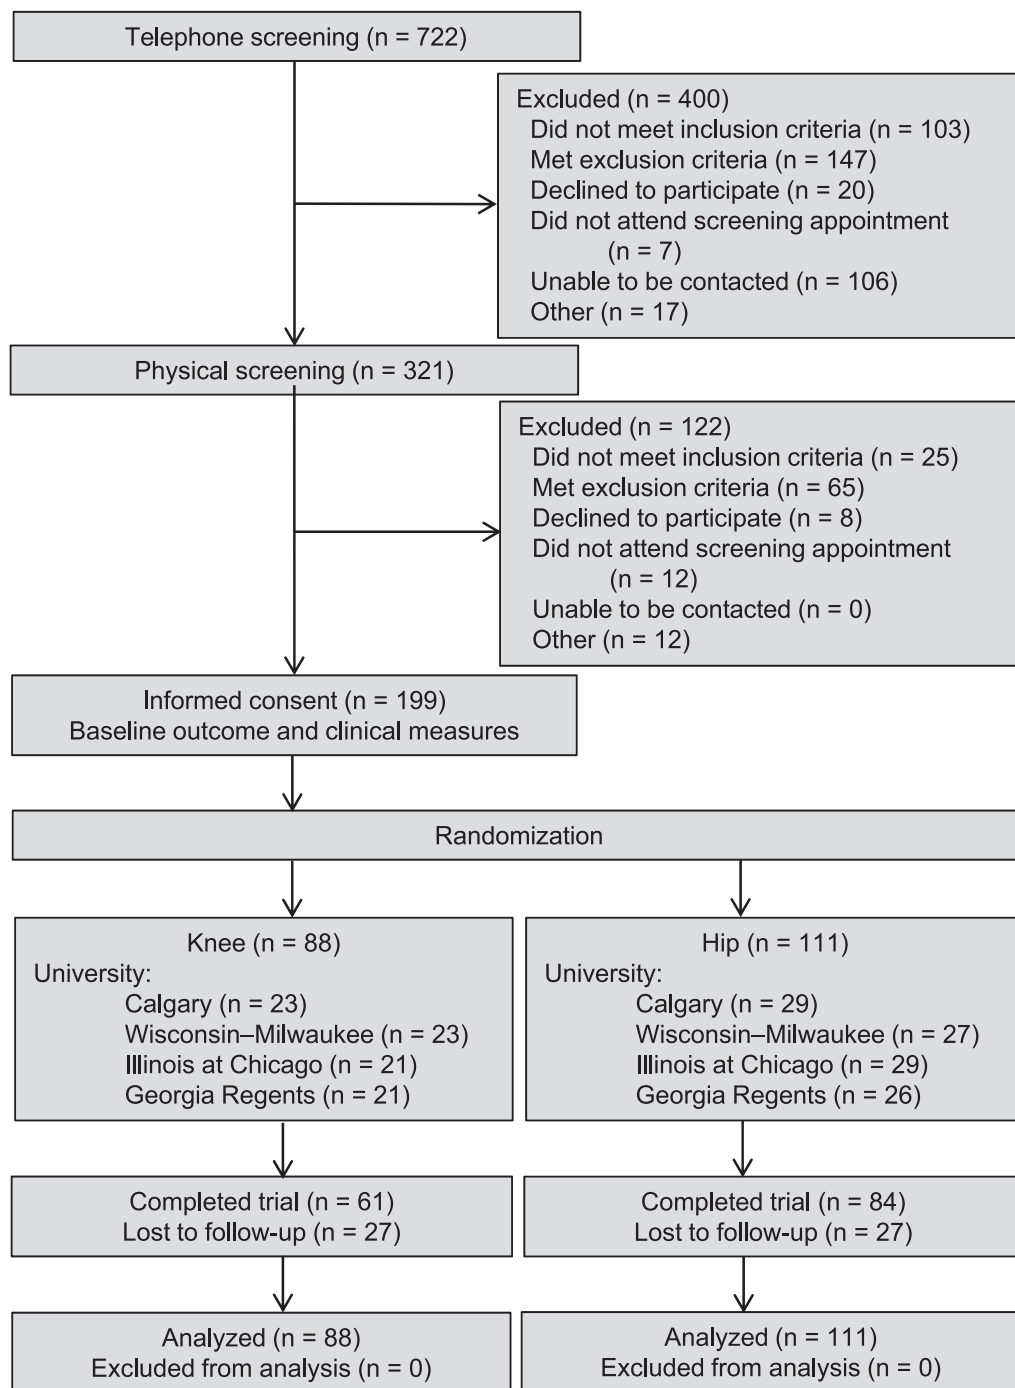 Telephone screening (n = 722)
Excluded (n = 400)
Did not meet inclusion criteria (n = 103)
Met exclusion criteria (n = 147)
Declined to participate (n = 20)
Did not attend screening appointment
(n = 7)
Unable to be contacted (n = 106)
Other (n = 17)
Physical screening (n = 321)
Excluded (n = 122)
Did not meet inclusion criteria (n = 25)
Met exclusion criteria (n = 65)
Declined to participate (n = 8)
Did not attend screening appointment
(n = 12)
Unable to be contacted (n = 0)
Other (n = 12)
Informed consent (n = 199)
Baseline outcome and clinical measures
Randomization
Knee (n = 88)
University:
Calgary (n = 23)
Wisconsin–Milwaukee (n = 23)
Illinois at Chicago (n = 21)
Georgia Regents (n = 21)
Hip (n = 111)
University:
Calgary (n = 29)
Wisconsin–Milwaukee (n = 27)
Illinois at Chicago (n = 29)
Georgia Regents (n = 26)
Completed trial (n = 61)
Lost to follow-up (n = 27)
Completed trial (n = 84)
Lost to follow-up (n = 27)
Analyzed (n = 88)
Excluded from analysis (n = 0)
Analyzed (n = 111)
Excluded from analysis (n = 0)